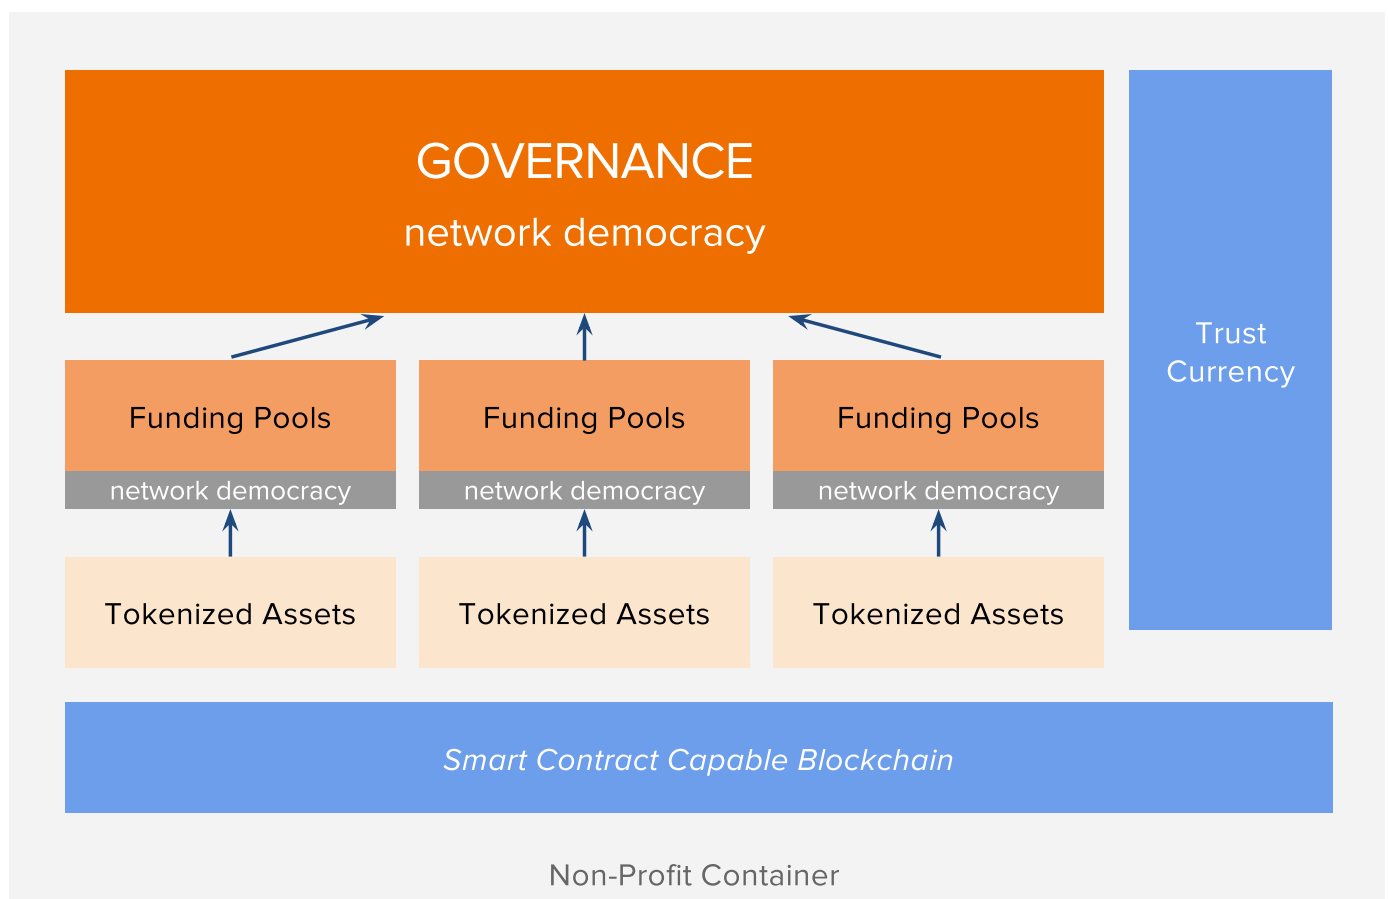 GOVERNANCE
network democracy
Trust
Currency
Funding Pools
Funding Pools
Funding Pools
network democracy
network democracy
network democracy
Tokenized Assets
Tokenized Assets
Tokenized Assets
Smart Contract Capable Blockchain
Non-Profit Container